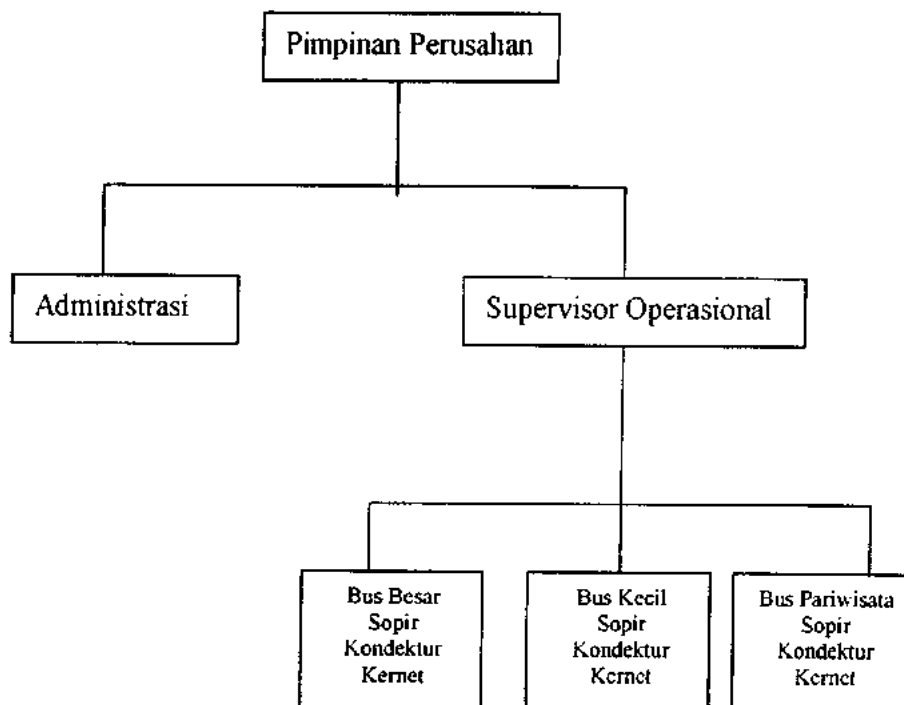 Pimpinan Perusahan
Administrasi
Supervisor Operasional
Bus Besar
Sopir
Kondektur
Kernet
Bus Kecil
Sopir
Kondektur
Kernet
Bus Pariwisata
Sopir
Kondektur
Kernet